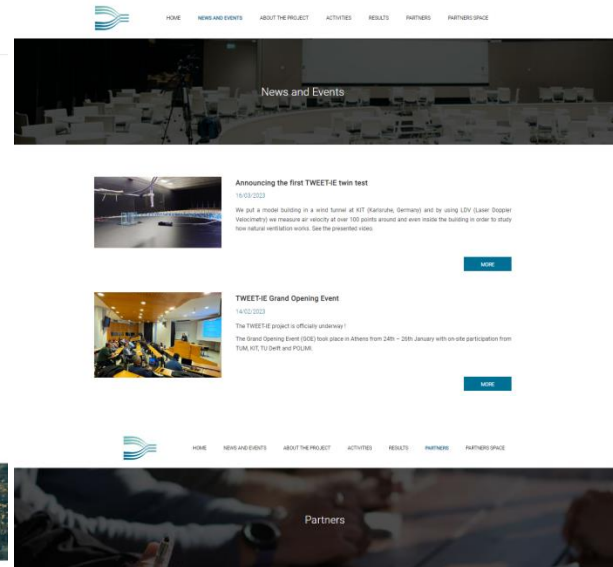 HOME NEWS AND EVENTS ABOUT THE PROJECT ACTIVITIES RESULTS PARTNERS PARTNERS SPACE
News and Events
Announcing the first TWEET-IE twin test
16/03/2023
We put a model building in a wind tunnel at KIT (Karlsruhe, Germany) and by using LDV (Laser Doppler
Velocimetry) we measure air velocity at over 100 points around and even inside the building in order to study
how natural ventilation works. See the presented video.
MORE
TWEET-IE Grand Opening Event
14/02/2023
The TWEET-IE project is officially underway !
The Grand Opening Event (GOE) took place in Athens from 24th – 26th January with on-site participation from
TUM, KIT, TU Delft and POLIMI.
MORE
HOME NEWS AND EVENTS ABOUT THE PROJECT ACTIVITIES RESULTS PARTNERS PARTNERS SPACE
Partners